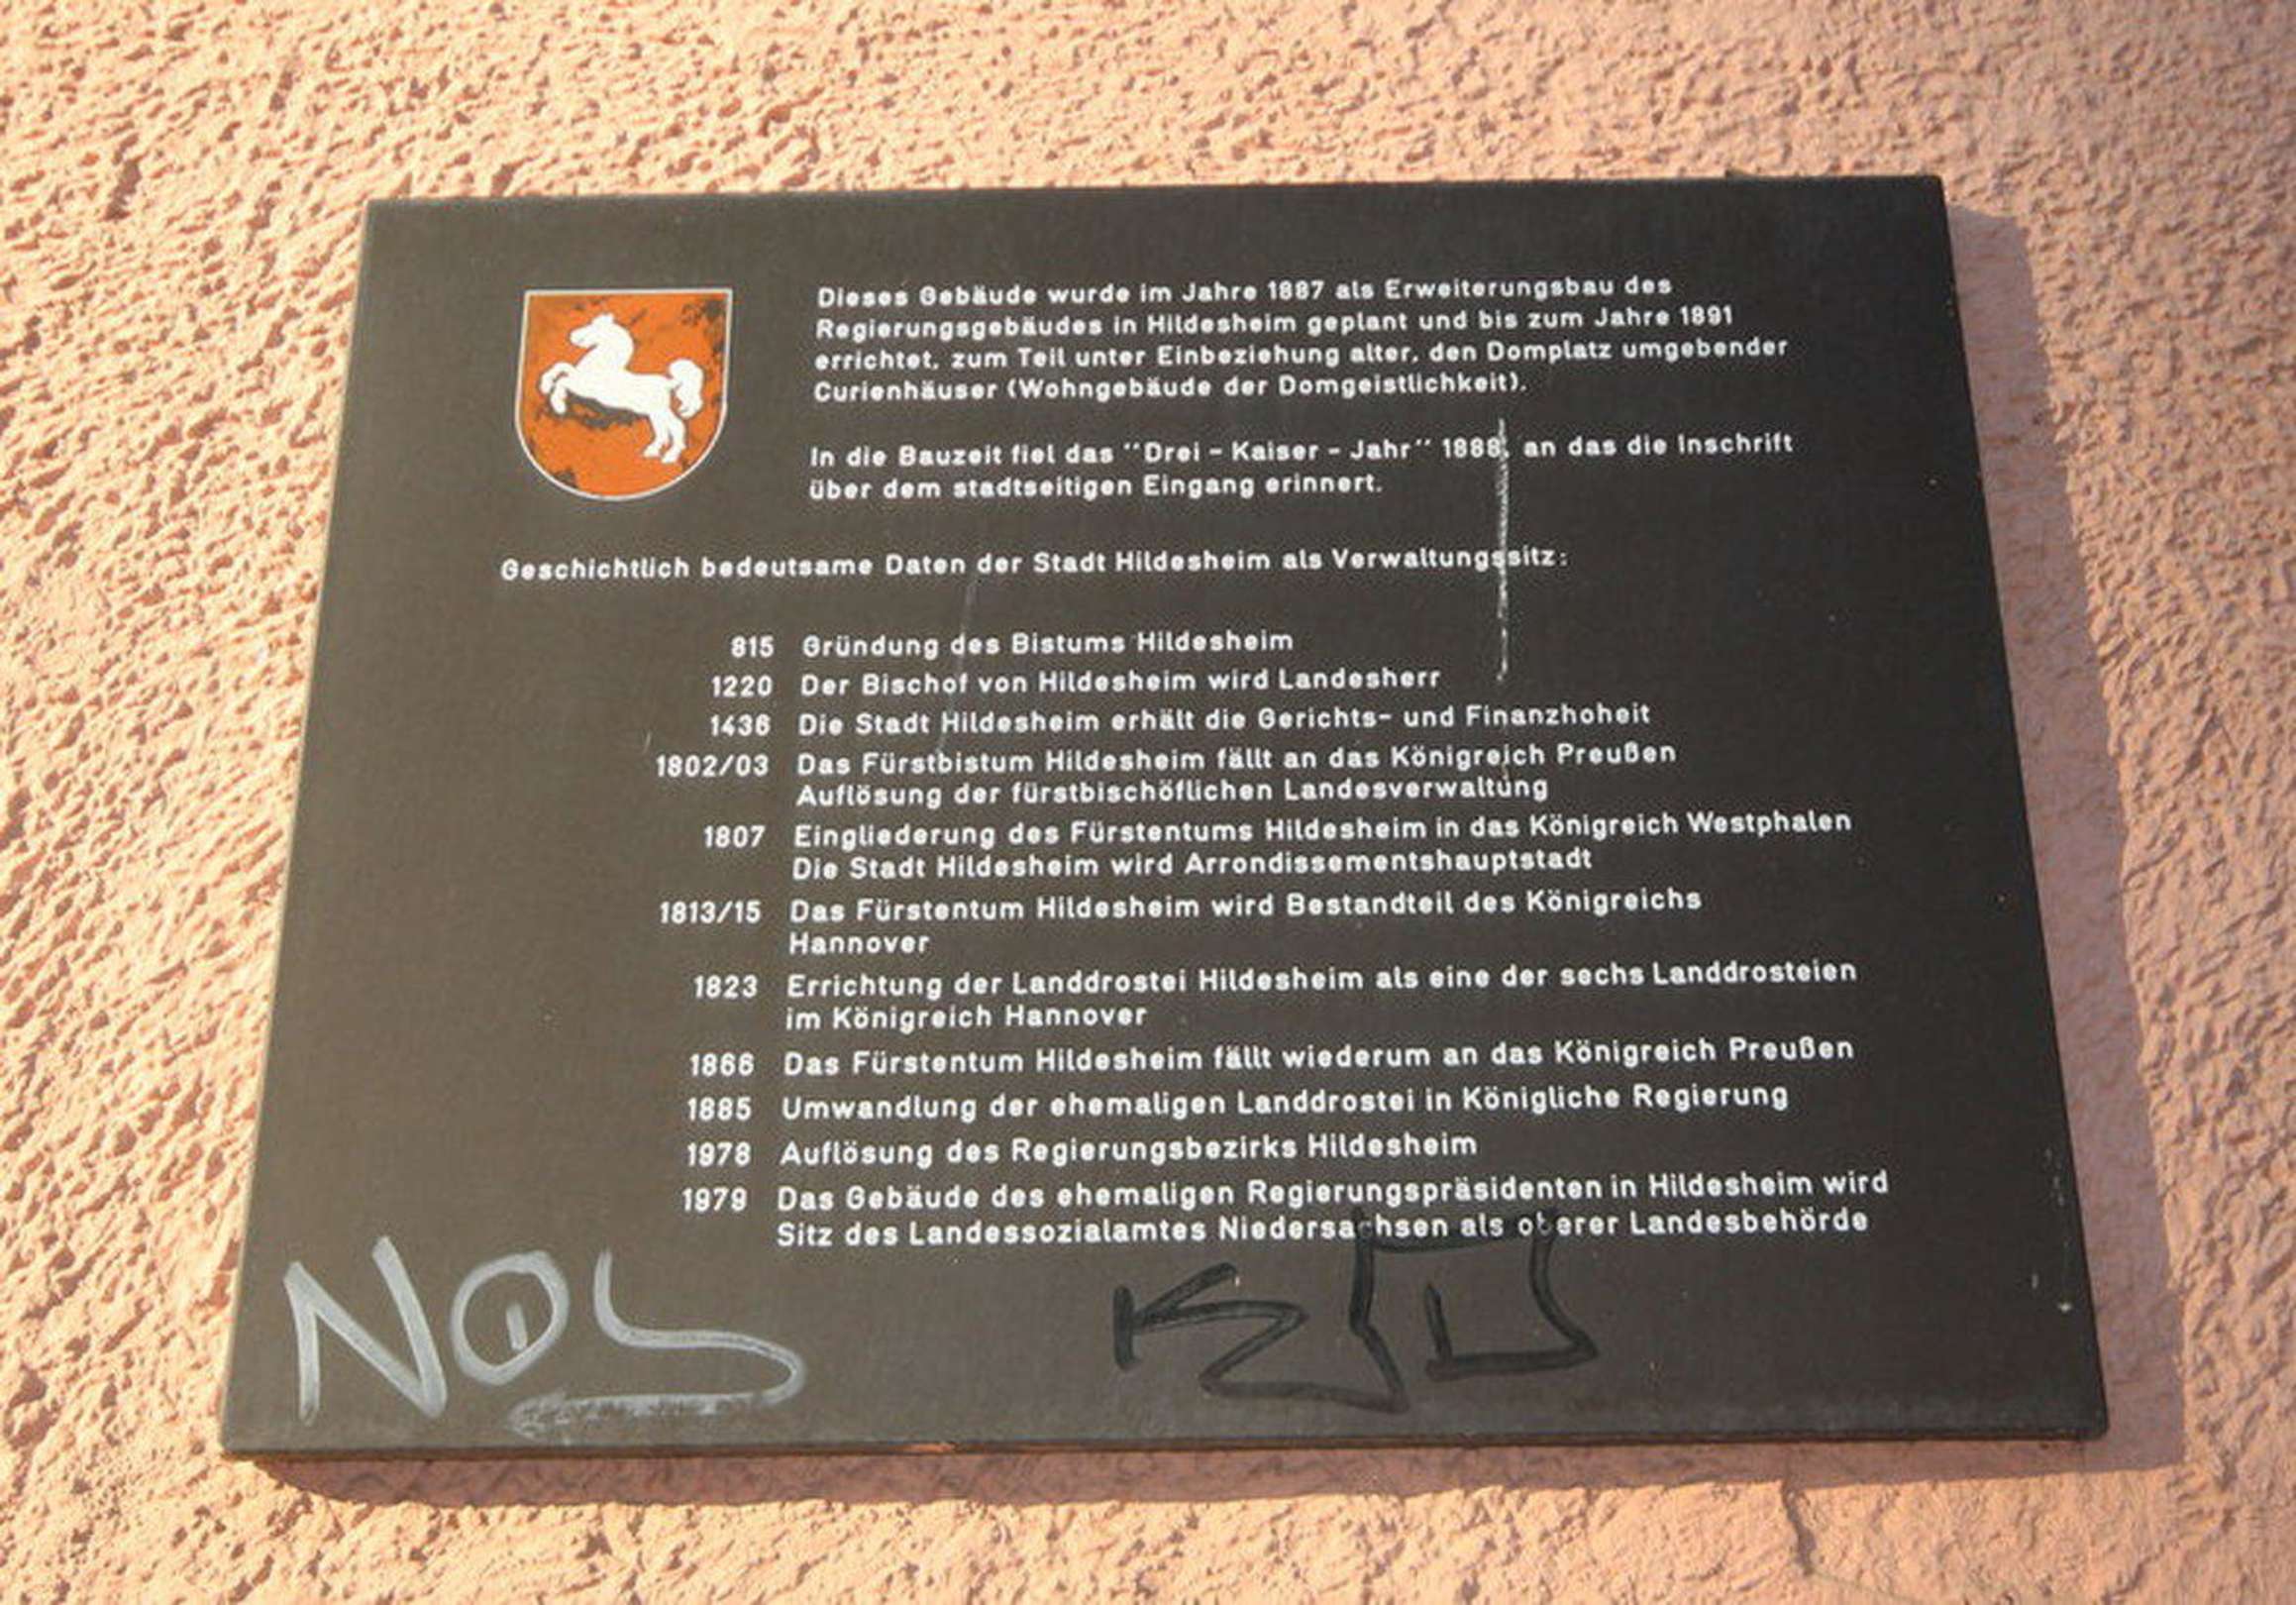 Dieses Gebäude wurde im Jahre 1887 als Erweiterungsbau des
Regierungsgebäudes in Hildesheim geplant und bis zum Jahre 1891
errichtet, zum Teil unter Einbeziehung alter, den Domplatz umgebender
Curienhäuser (Wohngebäude der Domgeistlichkeit).
In die Bauzeit fiel das "Drei - Kaiser - Jahr" 1888, an das die Inschrift
über dem stadtseitigen Eingang erinnert.
Geschichtlich bedeutsame Daten der Stadt Hildesheim als Verwaltungssitz:
815 Gründung des Bistums Hildesheim
1220 Der Bischof von Hildesheim wird Landesherr
1436 Die Stadt Hildesheim erhält die Gerichts- und Finanzhoheit
1802/03 Das Fürstbistum Hildesheim fällt an das Königreich Preußen
Auflösung der fürstbischöflichen Landesverwaltung
1807 Eingliederung des Fürstentums Hildesheim in das Königreich Westphalen
Die Stadt Hildesheim wird Arrondissementshauptstadt
1813/15 Das Fürstentum Hildesheim wird Bestandteil des Königreichs
Hannover
1823 Errichtung der Landdrostei Hildesheim als eine der sechs Landdrosteien
im Königreich Hannover
1866 Das Fürstentum Hildesheim fällt wiederum an das Königreich Preußen
1885 Umwandlung der ehemaligen Landdrostei in Königliche Regierung
1978 Auflösung des Regierungsbezirks Hildesheim
1979 Das Gebäude des ehemaligen Regierungspräsidenten in Hildesheim wird
Sitz des Landessozialamtes Niedersachsen als oberer Landesbehörde